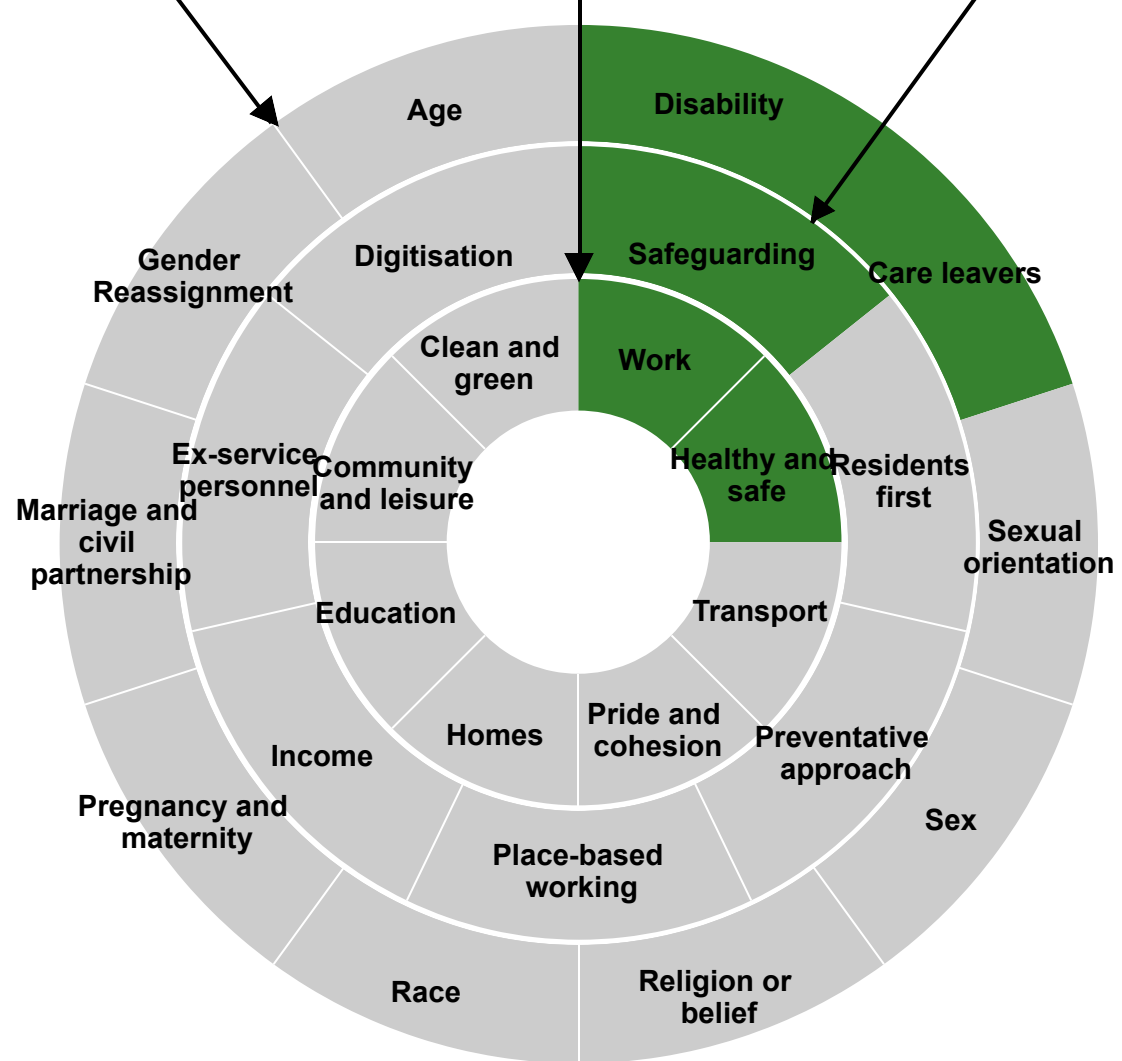 Age
Disability
Gender
Reassignment
Digitisation
Safeguarding
Care leavers
Clean and
green
Work
Ex-service
personnel
Community
and leisure
Healthy and
safe
Residents
first
Marriage and
civil
partnership
Sexual
orientation
Education
Transport
Income
Homes
Pride and
cohesion
Preventative
approach
Pregnancy and
maternity
Sex
Place-based
working
Race
Religion or
belief